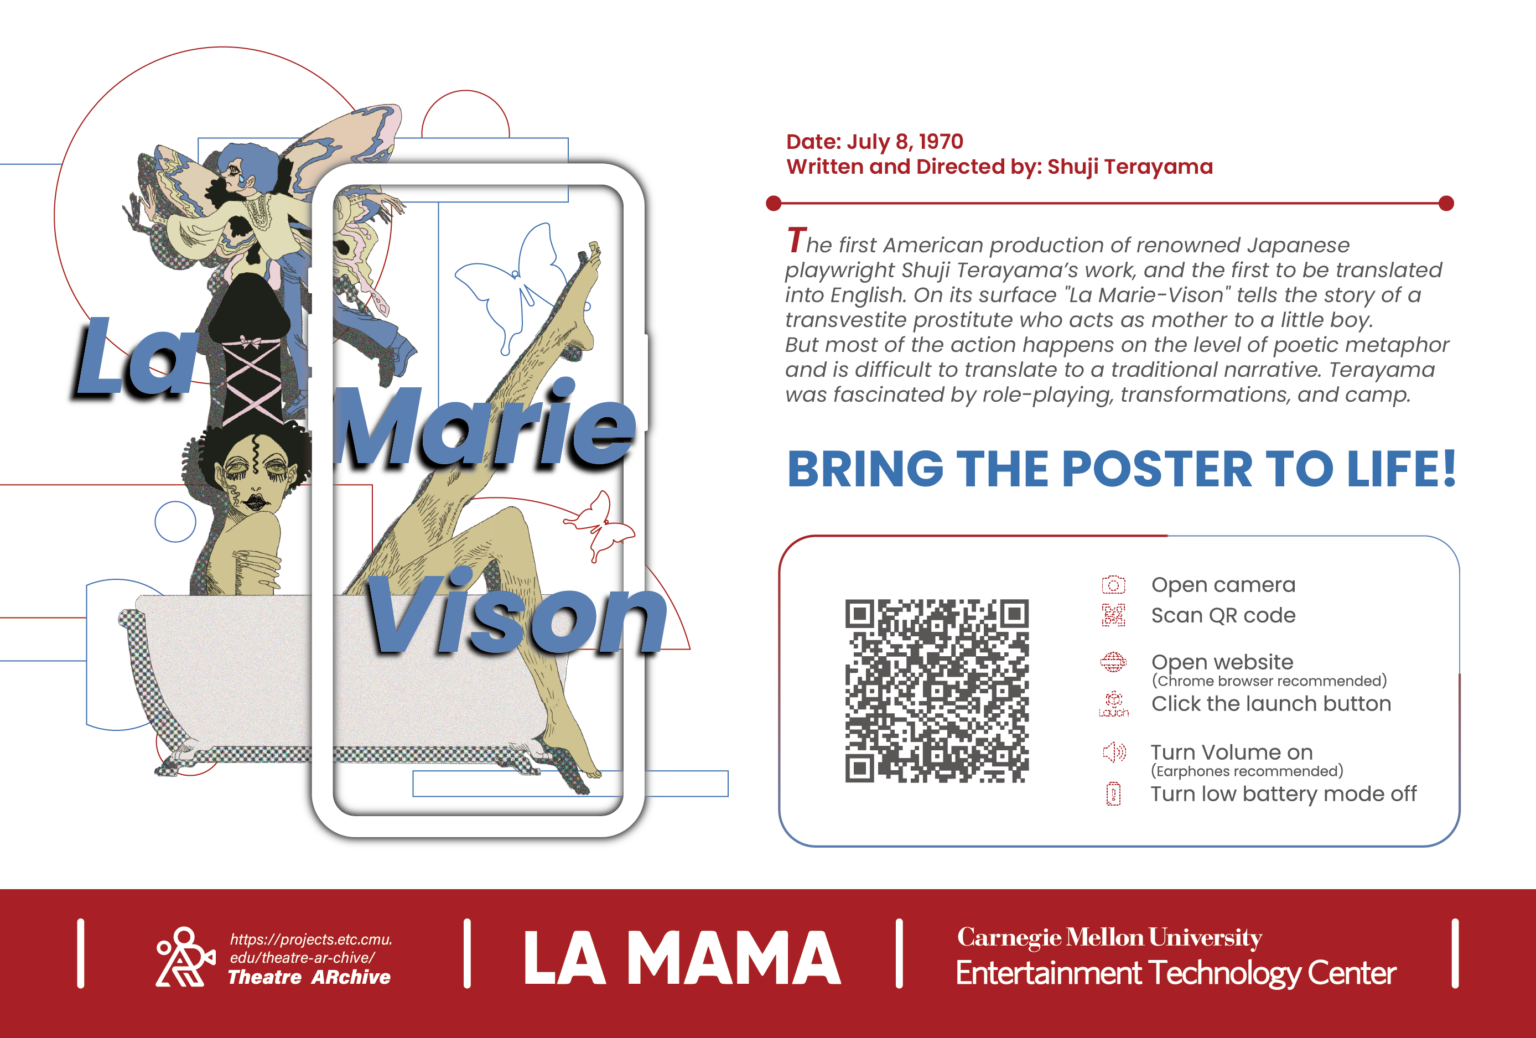 La
Marie
Vison
Date: July 8, 1970
Written and Directed by: Shuji Terayama
The first American production of renowned Japanese
playwright Shuji Terayama's work, and the first to be translated
into English. On its surface "La Marie-Vison" tells the story of a
transvestite prostitute who acts as mother to a little boy.
But most of the action happens on the level of poetic metaphor
and is difficult to translate to a traditional narrative. Terayama
was fascinated by role-playing, transformations, and camp.
BRING THE POSTER TO LIFE!
Open camera
Scan QR code
Open website
(Chrome browser recommended)
Lauch
Click the launch button
Turn Volume on
(Earphones recommended)
Turn low battery mode off
https://projects.etc.cmu.
edu/theatre-ar-chive/
Theatre ARchive
LA MAMA
Carnegie Mellon University
Entertainment Technology Center